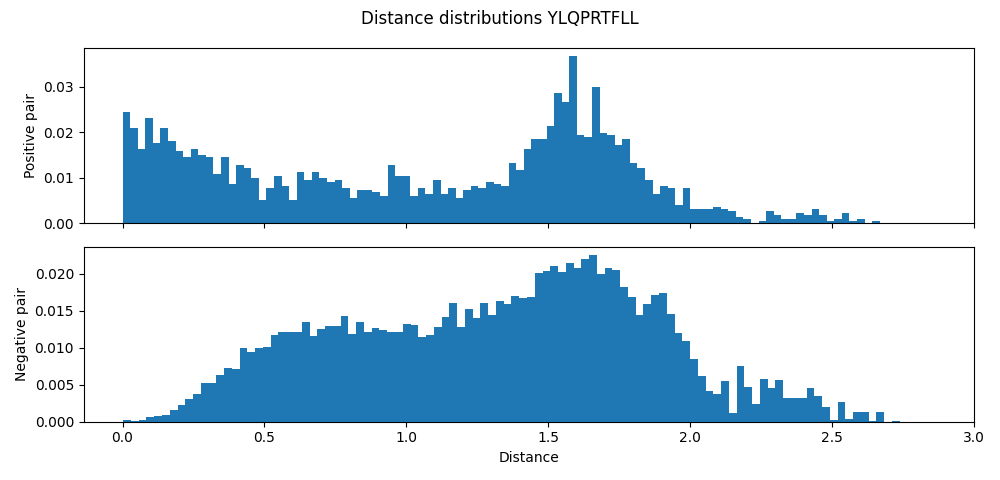 Distance distributions YLQPRTFLL
Positive pair
0.03
0.02
0.01
0.00
Negative pair
0.020
0.015
0.010
0.005
0.000
0.0 0.5 1.0 1.5 2.0 2.5 3.0
Distance